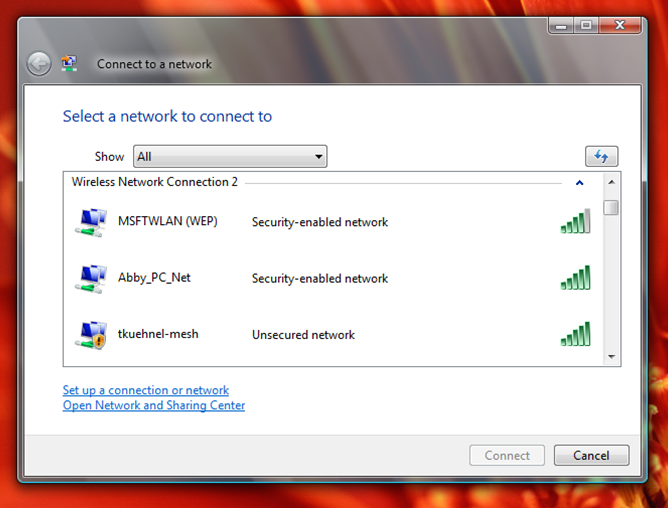 Connect to a network
Select a network to connect to
Show All
Wireless Network Connection 2
MSFTWLAN (WEP) Security-enabled network
Abby_PC_Net Security-enabled network
tkuehnel-mesh Unsecured network
Set up a connection or network
Open Network and Sharing Center
Connect Cancel